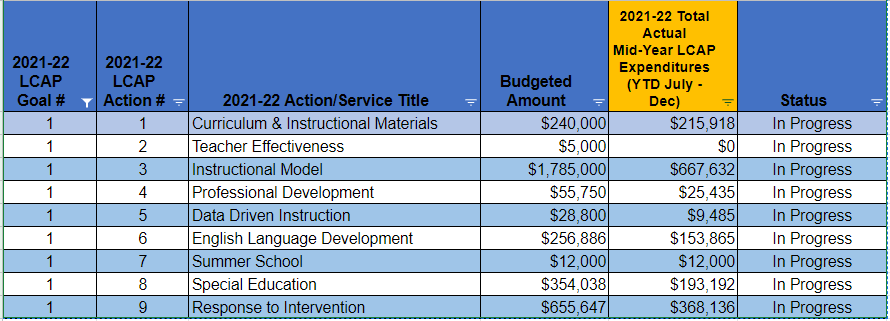 2021-22 LCAP Goal # 2021-22 LCAP Action # 2021-22 Action/Service Title Budgeted Amount 2021-22 Total Actual Mid-Year LCAP Expenditures (YTD July - Dec) Status
1 1 Curriculum & Instructional Materials $240,000 $215,918 In Progress
1 2 Teacher Effectiveness $5,000 $0 In Progress
1 3 Instructional Model $1,785,000 $667,632 In Progress
1 4 Professional Development $55,750 $25,435 In Progress
1 5 Data Driven Instruction $28,800 $9,485 In Progress
1 6 English Language Development $256,886 $153,865 In Progress
1 7 Summer School $12,000 $12,000 In Progress
1 8 Special Education $354,038 $193,192 In Progress
1 9 Response to Intervention $655,647 $368,136 In Progress